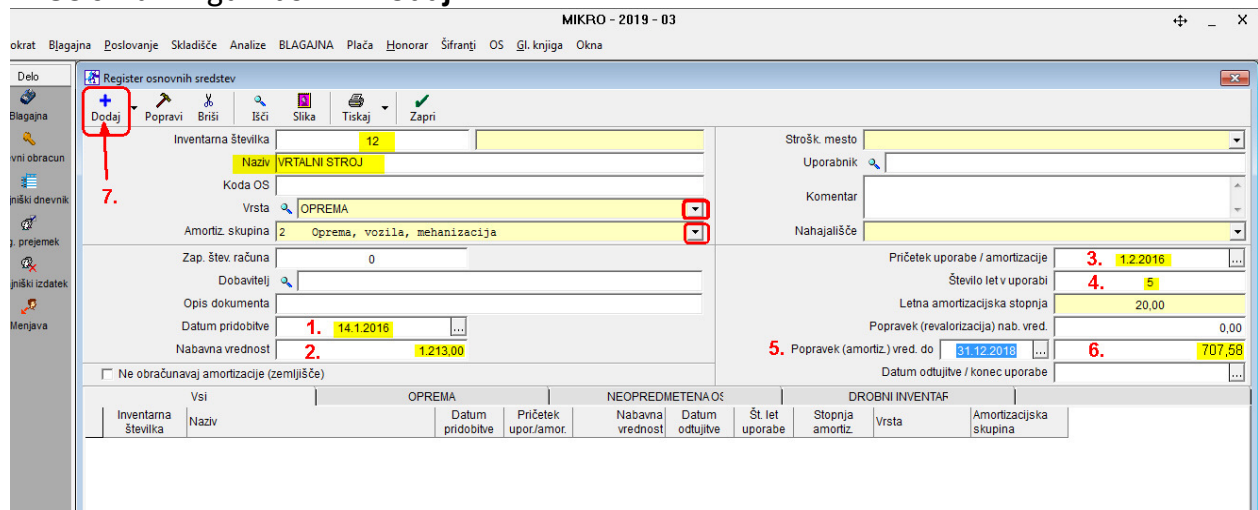 MIKRO - 2019 - 03
okrat Blagajna Poslovanje Skladišče Analize BLAGAJNA Plača Honorar Šifranti OS Gl. knjiga Okna
Delo
Blagajna
vni obracun
jniški dnevnik
g. prejemek
jniški izdatek
Menjava
Register osnovnih sredstev
Dodaj Popravi Briši Išči Slika Tiskaj Zapri
7.
Inventarna številka 12
Naziv VRTALNI STROJ
Koda OS
Vrsta OPREMA
Amortiz. skupina 2 Oprema, vozila, mehanizacija
Strošk. mesto
Uporabnik
Komentar
Nahajališče
Zap. štev. računa 0
Dobavitelj
Opis dokumenta
Datum pridobitve 1. 14.1.2016 ...
Nabavna vrednost 2. 1.213,00
Ne obračunavaj amortizacije (zemljišče)
Pričetek uporabe / amortizacije 3. 1.2.2016 ...
Število let v uporabi 4. 5
Letna amortizacijska stopnja 20,00
Popravek (revalorizacija) nab. vred. 0,00
5. Popravek (amortiz.) vred. do 31.12.2018 ... 6. 707,58
Datum odtujitve / konec uporabe ...
Vsi OPREMA NEOPREDMETENA OS DROBNI INVENTAR
Inventarna številka Naziv Datum pridobitve Pričetek upor./amor. Nabavna vrednost Datum odtujitve Št. let uporabe Stopnja amortiz. Vrsta Amortizacijska skupina